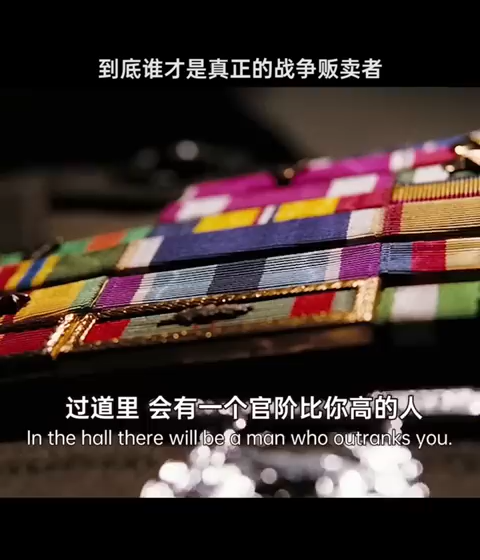 到底谁才是真正的战争贩卖者
过道里 会有一个官阶比你高的人
In the hall there will be a man who outranks you.